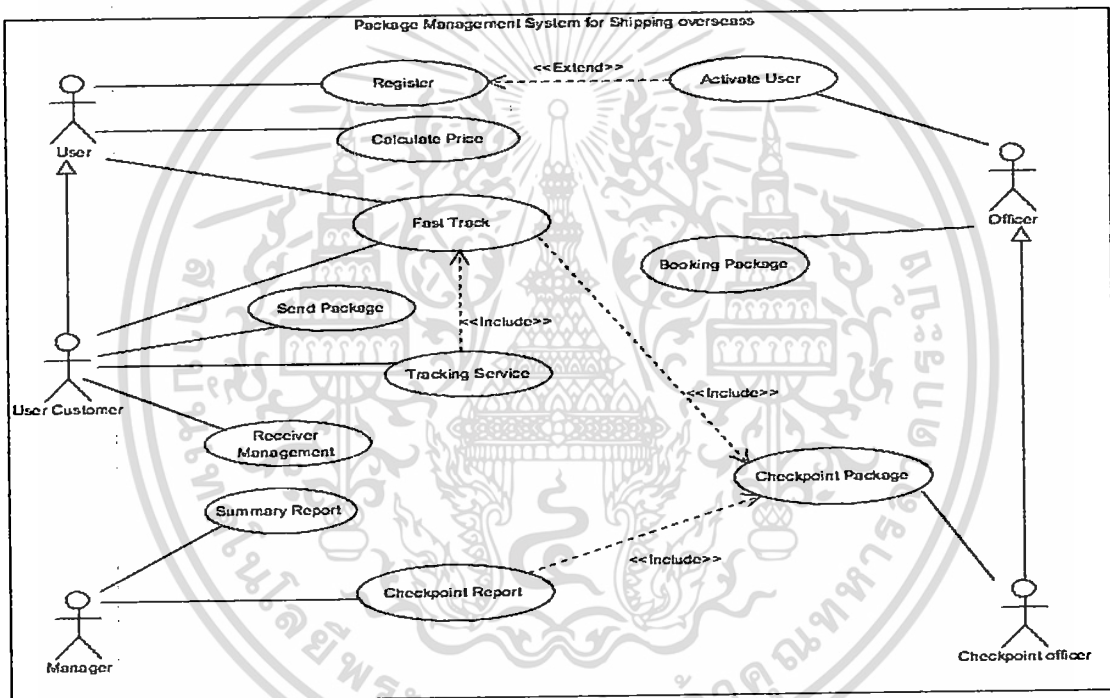 Package Management System for Shipping overseass
<<Extend>>
Register
Activate User
Calculate Price
User
Officer
Fast Track
Booking Package
Send Package
<<Include>>
Tracking Service
<<Include>>
User Customer
Receiver
Management
Checkpoint Package
Summary Report
<<Include>>
Checkpoint Report
Manager
Checkpoint officer